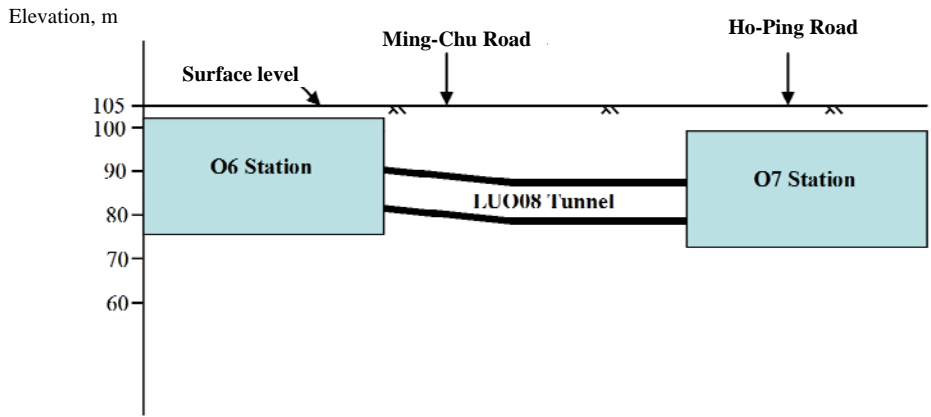 Elevation, m
Ming-Chu Road
Ho-Ping Road
Surface level
105
100
90
80
70
60
O6 Station
O7 Station
LUO08 Tunnel